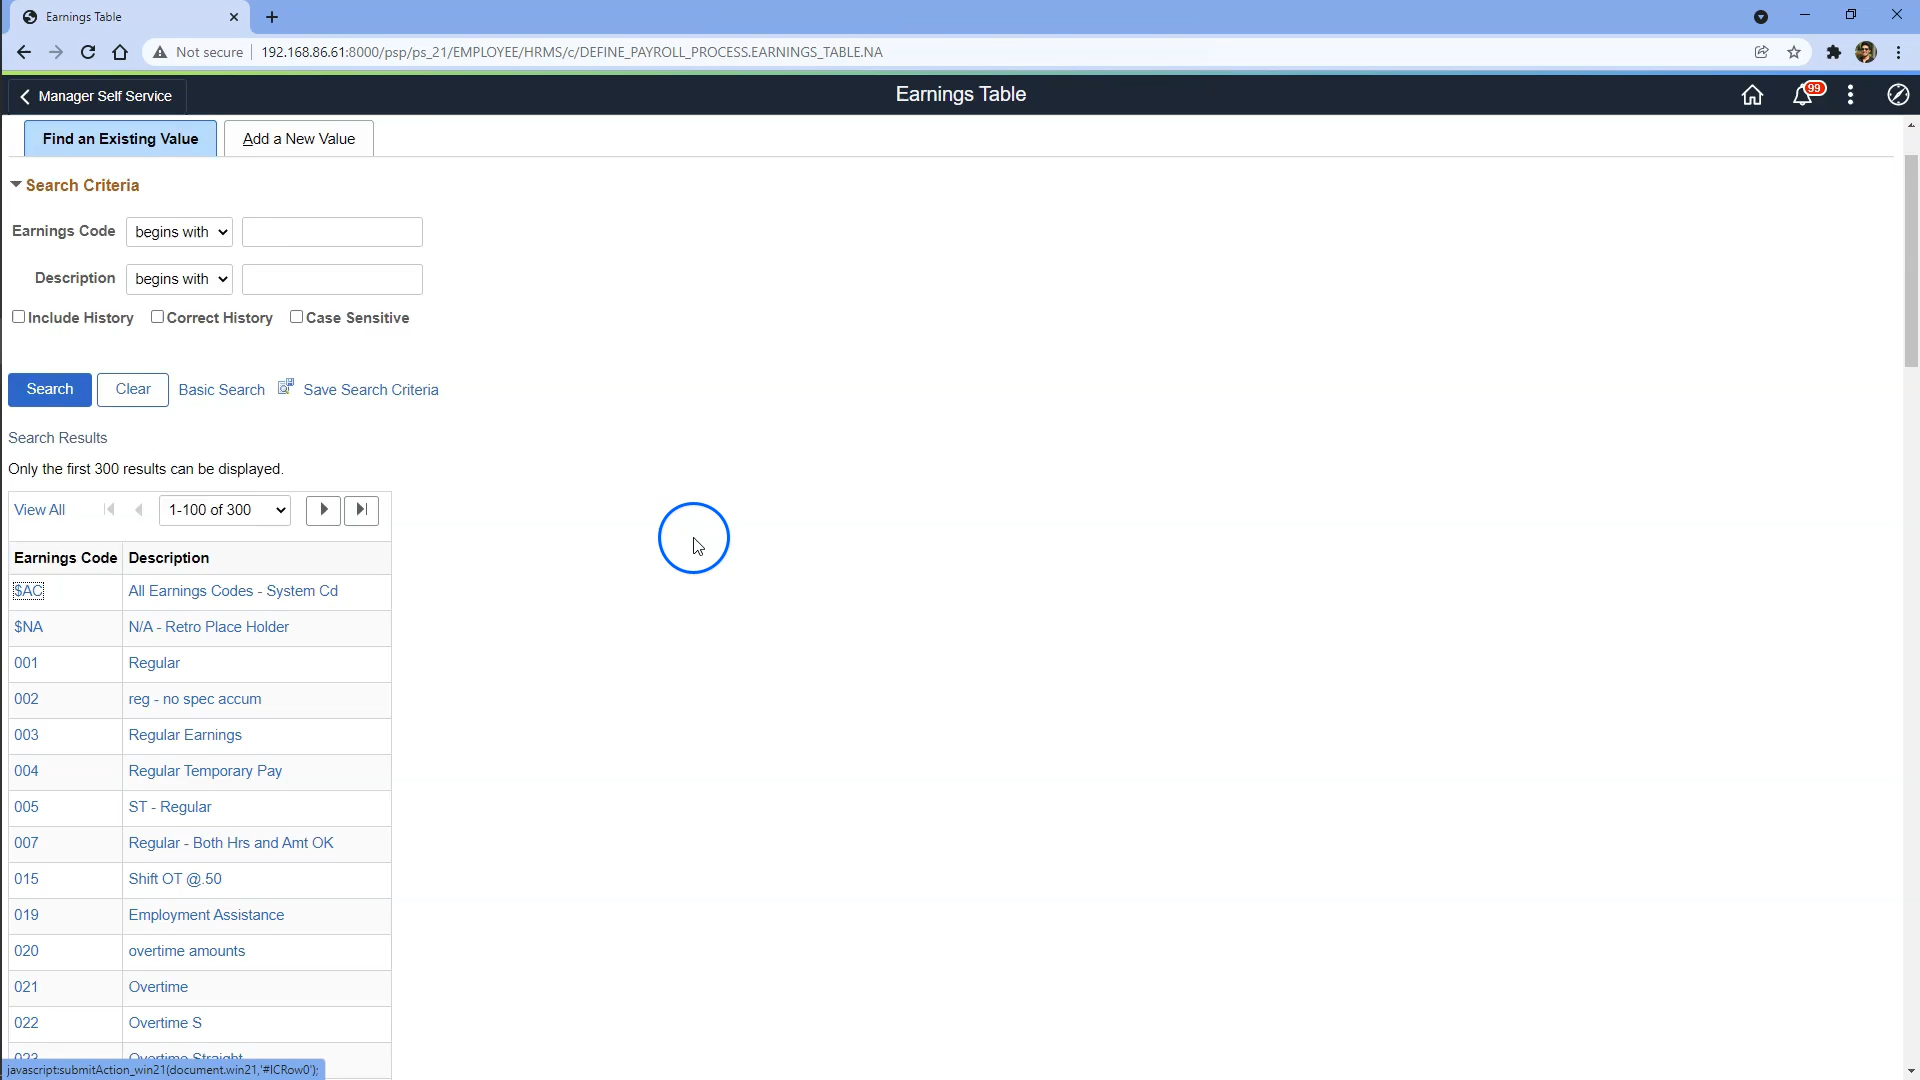 Earnings Table
Not secure
192.168.86.61:8000/psp/ps_21/EMPLOYEE/HRMS/c/DEFINE_PAYROLL_PROCESS.EARNINGS_TABLE.NA
Manager Self Service
Earnings Table
99
Find an Existing Value
Add a New Value
Search Criteria
Earnings Code begins with
Description begins with
Include History Correct History Case Sensitive
Search Clear Basic Search Save Search Criteria
Search Results
Only the first 300 results can be displayed.
View All 1-100 of 300
Earnings Code Description
$AC All Earnings Codes - System Cd
$NA N/A - Retro Place Holder
001 Regular
002 reg - no spec accum
003 Regular Earnings
004 Regular Temporary Pay
005 ST - Regular
007 Regular - Both Hrs and Amt OK
015 Shift OT @.50
019 Employment Assistance
020 overtime amounts
021 Overtime
022 Overtime S
023 Overtime Straight
javascript:submitAction_win21(document.win21,'#ICRow0');